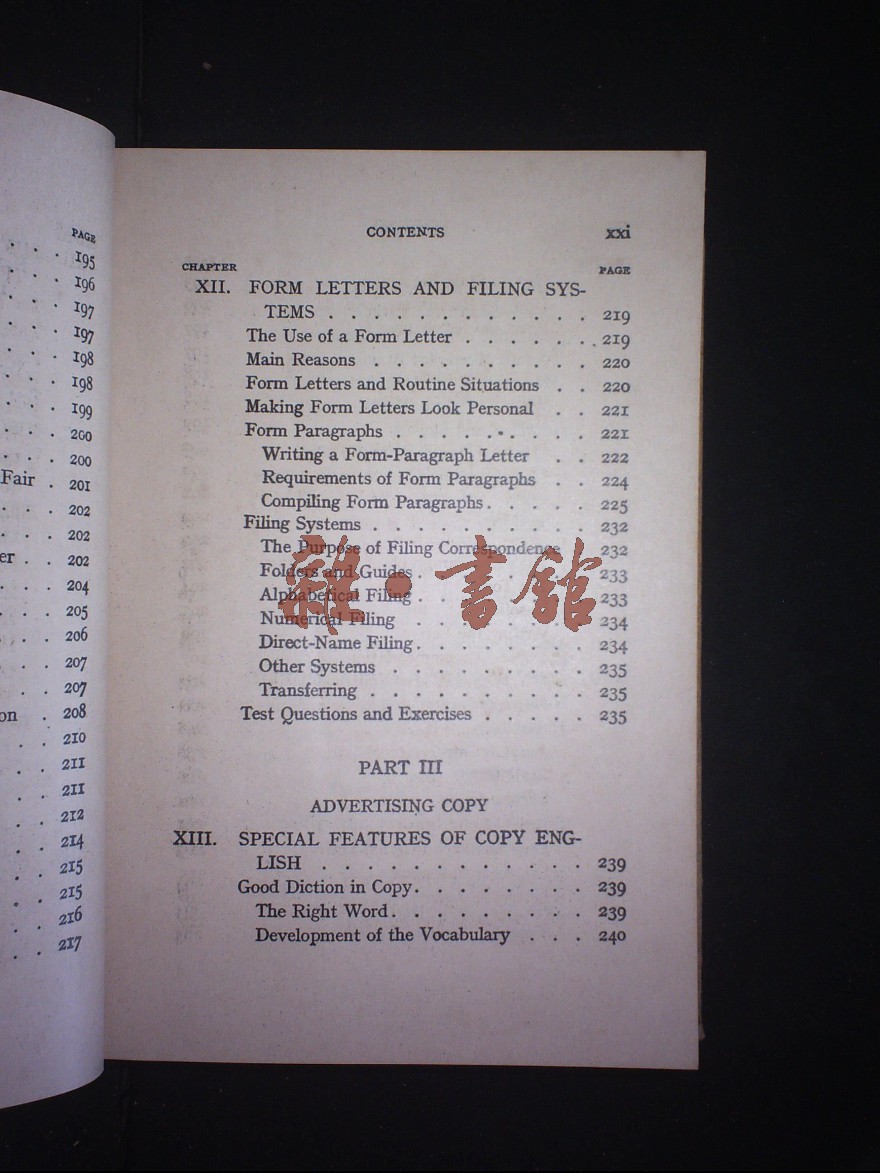 PAGE
. . . 195
. . . 196
. . . 197
. . . 197
. . . 198
. . . 198
. . . 199
. . . 200
. . . 200
Fair . 201
. . . 202
. . . 202
er . . 202
. . . 204
. . . 205
. . . 206
. . . 207
. . . 207
on . 208
. . 210
. . 211
. . 211
. . 212
. . 214
. . 215
. . 215
. . 216
. . 217
CONTENTS xxi
CHAPTER PAGE
XII. FORM LETTERS AND FILING SYS-
TEMS . . . . . . . . . . . . 219
The Use of a Form Letter . . . . . . 219
Main Reasons . . . . . . . . . . 220
Form Letters and Routine Situations . . 220
Making Form Letters Look Personal . . 221
Form Paragraphs . . . . . . . . . 221
Writing a Form-Paragraph Letter . . 222
Requirements of Form Paragraphs . . 224
Compiling Form Paragraphs . . . . . 225
Filing Systems . . . . . . . . . . 232
The Purpose of Filing Correspondence 232
Folders and Guides . . . . . . . . 233
Alphabetical Filing . . . . . . . . 233
Numerical Filing . . . . . . . . 234
Direct-Name Filing . . . . . . . . 234
Other Systems . . . . . . . . . 235
Transferring . . . . . . . . . . 235
Test Questions and Exercises . . . . . 235
雜·書館
PART III
ADVERTISING COPY
XIII. SPECIAL FEATURES OF COPY ENG-
LISH . . . . . . . . . . . . 239
Good Diction in Copy . . . . . . . . 239
The Right Word . . . . . . . . . 239
Development of the Vocabulary . . . 240